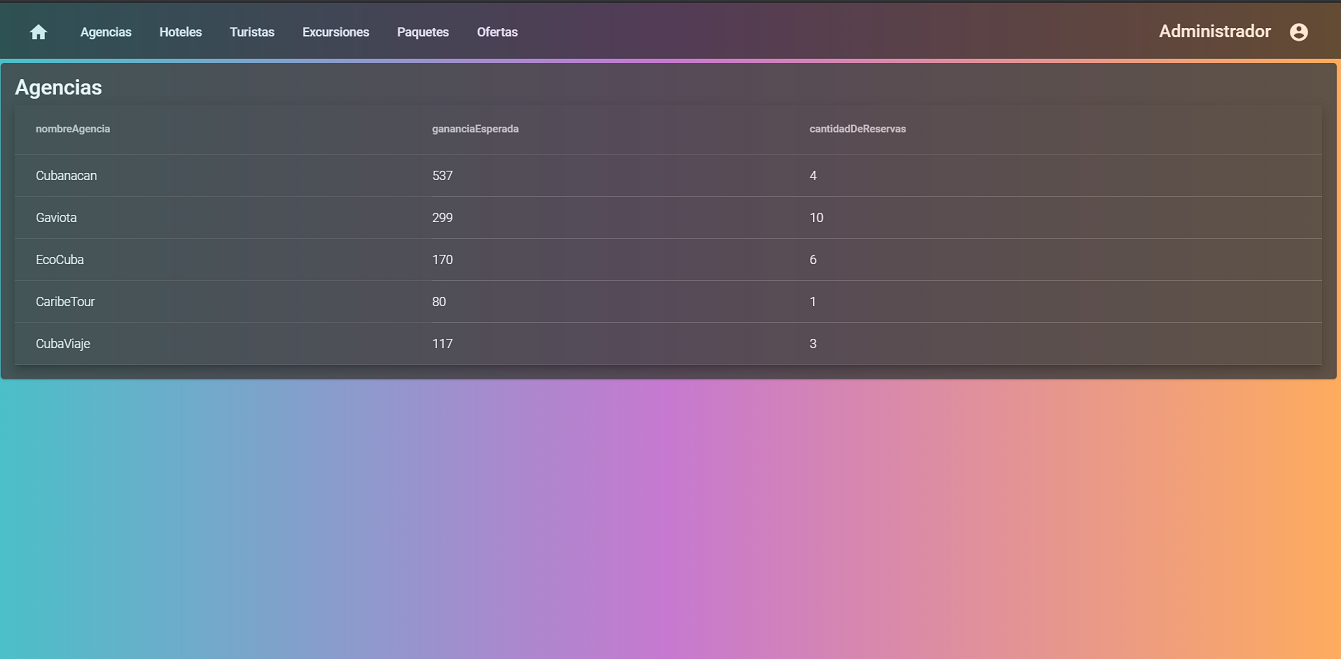 Agencias Hoteles Turistas Excursiones Paquetes Ofertas Administrador
Agencias
nombreAgencia gananciaEsperada cantidadDeReservas
Cubanacan 537 4
Gaviota 299 10
EcoCuba 170 6
CaribeTour 80 1
CubaViaje 117 3